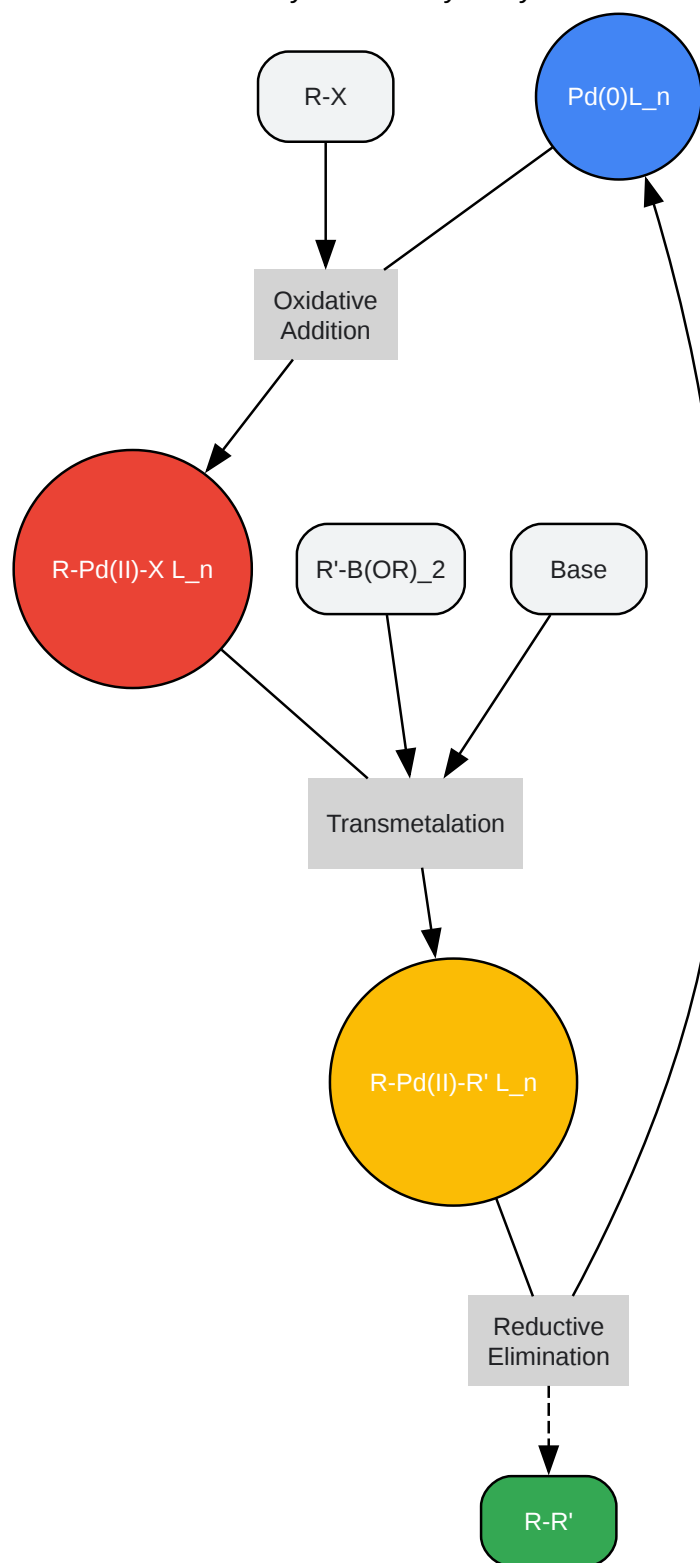 R-X
Pd(0)L_n
Oxidative
Addition
R-Pd(II)-X L_n
R'-B(OR)_2
Base
Transmetalation
R-Pd(II)-R' L_n
Reductive
Elimination
R-R'